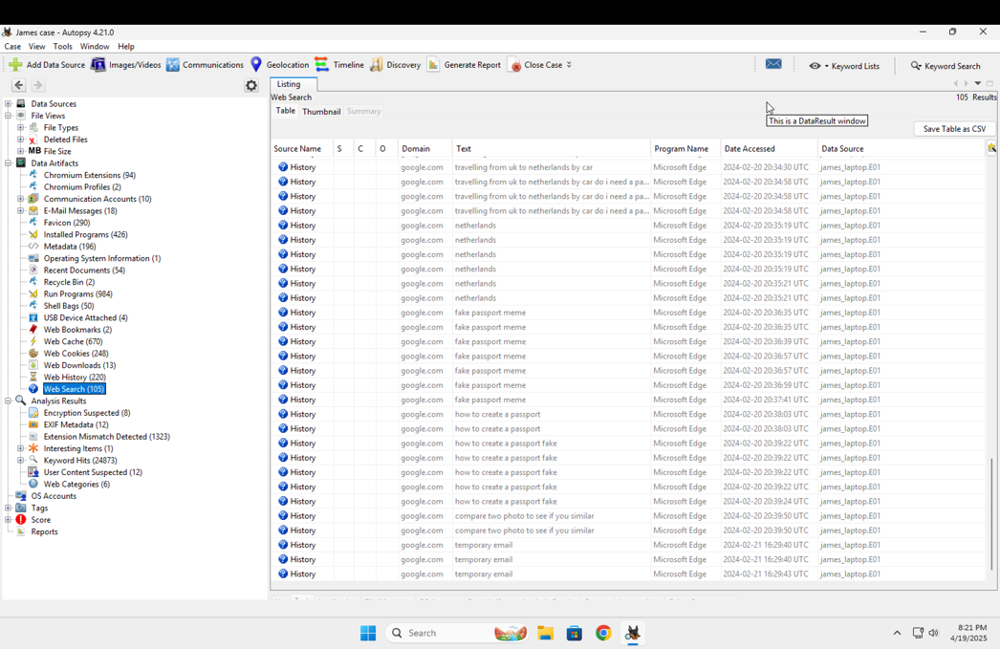 James case - Autopsy 4.21.0
Case View Tools Window Help
Add Data Source Images/Videos Communications Geolocation Timeline Discovery Generate Report Close Case Keyword Lists Keyword Search
Listing
Web Search 105 Results
Table Thumbnail Summary
This is a DataResult window
Save Table as CSV
Data Sources
File Views
File Types
Deleted Files
MB File Size
Data Artifacts
Chromium Extensions (94)
Chromium Profiles (2)
Communication Accounts (10)
E-Mail Messages (18)
Favicon (290)
Installed Programs (426)
Metadata (196)
Operating System Information (1)
Recent Documents (54)
Recycle Bin (2)
Run Programs (984)
Shell Bags (50)
USB Device Attached (4)
Web Bookmarks (2)
Web Cache (670)
Web Cookies (248)
Web Downloads (13)
Web History (220)
Web Search (105)
Analysis Results
Encryption Suspected (8)
EXIF Metadata (12)
Extension Mismatch Detected (1323)
Interesting Items (1)
Keyword Hits (24873)
User Content Suspected (12)
Web Categories (6)
OS Accounts
Tags
Score
Reports
Source Name S C O Domain Text Program Name Date Accessed Data Source
History google.com travelling from uk to netherlands by car Microsoft Edge 2024-02-20 20:34:30 UTC james_laptop.E01
History google.com travelling from uk to netherlands by car do i need a pa... Microsoft Edge 2024-02-20 20:34:58 UTC james_laptop.E01
History google.com travelling from uk to netherlands by car do i need a pa... Microsoft Edge 2024-02-20 20:34:58 UTC james_laptop.E01
History google.com travelling from uk to netherlands by car do i need a pa... Microsoft Edge 2024-02-20 20:34:58 UTC james_laptop.E01
History google.com netherlands Microsoft Edge 2024-02-20 20:35:19 UTC james_laptop.E01
History google.com netherlands Microsoft Edge 2024-02-20 20:35:19 UTC james_laptop.E01
History google.com netherlands Microsoft Edge 2024-02-20 20:35:19 UTC james_laptop.E01
History google.com netherlands Microsoft Edge 2024-02-20 20:35:19 UTC james_laptop.E01
History google.com netherlands Microsoft Edge 2024-02-20 20:35:21 UTC james_laptop.E01
History google.com netherlands Microsoft Edge 2024-02-20 20:35:21 UTC james_laptop.E01
History google.com fake passport meme Microsoft Edge 2024-02-20 20:36:35 UTC james_laptop.E01
History google.com fake passport meme Microsoft Edge 2024-02-20 20:36:35 UTC james_laptop.E01
History google.com fake passport meme Microsoft Edge 2024-02-20 20:36:39 UTC james_laptop.E01
History google.com fake passport meme Microsoft Edge 2024-02-20 20:36:57 UTC james_laptop.E01
History google.com fake passport meme Microsoft Edge 2024-02-20 20:36:57 UTC james_laptop.E01
History google.com fake passport meme Microsoft Edge 2024-02-20 20:36:59 UTC james_laptop.E01
History google.com fake passport meme Microsoft Edge 2024-02-20 20:37:41 UTC james_laptop.E01
History google.com how to create a passport Microsoft Edge 2024-02-20 20:38:03 UTC james_laptop.E01
History google.com how to create a passport Microsoft Edge 2024-02-20 20:38:03 UTC james_laptop.E01
History google.com how to create a passport fake Microsoft Edge 2024-02-20 20:39:22 UTC james_laptop.E01
History google.com how to create a passport fake Microsoft Edge 2024-02-20 20:39:22 UTC james_laptop.E01
History google.com how to create a passport fake Microsoft Edge 2024-02-20 20:39:22 UTC james_laptop.E01
History google.com how to create a passport fake Microsoft Edge 2024-02-20 20:39:22 UTC james_laptop.E01
History google.com how to create a passport fake Microsoft Edge 2024-02-20 20:39:24 UTC james_laptop.E01
History google.com compare two photo to see if you similar Microsoft Edge 2024-02-20 20:39:50 UTC james_laptop.E01
History google.com compare two photo to see if you similar Microsoft Edge 2024-02-20 20:39:50 UTC james_laptop.E01
History google.com temporary email Microsoft Edge 2024-02-21 16:29:40 UTC james_laptop.E01
History google.com temporary email Microsoft Edge 2024-02-21 16:29:40 UTC james_laptop.E01
History google.com temporary email Microsoft Edge 2024-02-21 16:29:43 UTC james_laptop.E01
Search
8:21 PM
4/19/2025